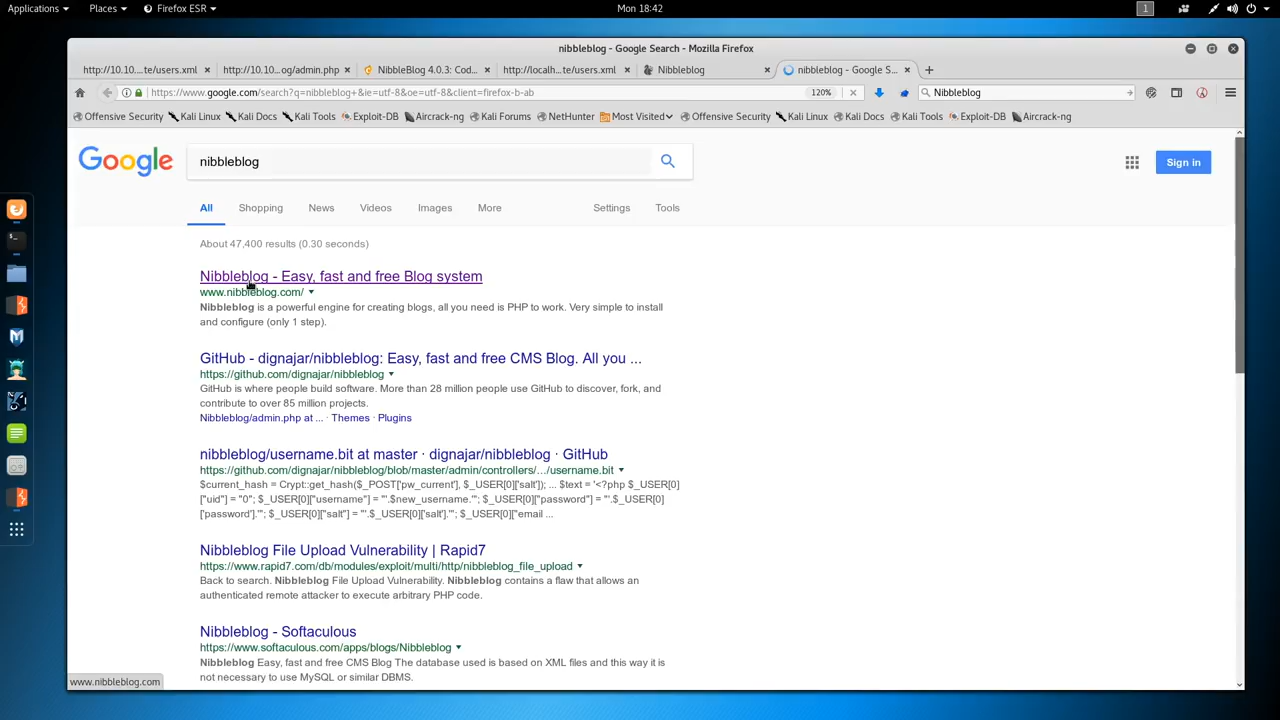 Applications Places Firefox ESR Mon 18:42 1
nibbleblog - Google Search - Mozilla Firefox
http://10.10....te/users.xml http://10.10...og/admin.php NibbleBlog 4.0.3: Cod... http://localh...te/users.xml Nibbleblog nibbleblog - Google S...
https://www.google.com/search?q=nibbleblog+&ie=utf-8&oe=utf-8&client=firefox-b-ab 120% Nibbleblog
Offensive Security Kali Linux Kali Docs Kali Tools Exploit-DB Aircrack-ng Kali Forums NetHunter Most Visited Offensive Security Kali Linux Kali Docs Kali Tools Exploit-DB Aircrack-ng
Google nibbleblog Sign in
All Shopping News Videos Images More Settings Tools
About 47,400 results (0.30 seconds)
Nibbleblog - Easy, fast and free Blog system
www.nibbleblog.com/
Nibbleblog is a powerful engine for creating blogs, all you need is PHP to work. Very simple to install
and configure (only 1 step).
GitHub - dignajar/nibbleblog: Easy, fast and free CMS Blog. All you ...
https://github.com/dignajar/nibbleblog
GitHub is where people build software. More than 28 million people use GitHub to discover, fork, and
contribute to over 85 million projects.
Nibbleblog/admin.php at ... · Themes · Plugins
nibbleblog/username.bit at master · dignajar/nibbleblog · GitHub
https://github.com/dignajar/nibbleblog/blob/master/admin/controllers/.../username.bit
$current_hash = Crypt::get_hash($_POST['pw_current'], $_USER[0]['salt']); ... $text = '<?php $_USER[0]
["uid"] = "0"; $_USER[0]["username"] = "'.$new_username.'"; $_USER[0]["password"] = "'.$_USER[0]
['password'].'"; $_USER[0]["salt"] = "'.$_USER[0]['salt'].'"; $_USER[0]["email ...
Nibbleblog File Upload Vulnerability | Rapid7
https://www.rapid7.com/db/modules/exploit/multi/http/nibbleblog_file_upload
Back to search. Nibbleblog File Upload Vulnerability. Nibbleblog contains a flaw that allows an
authenticated remote attacker to execute arbitrary PHP code.
Nibbleblog - Softaculous
https://www.softaculous.com/apps/blogs/Nibbleblog
Nibbleblog Easy, fast and free CMS Blog The database used is based on XML files and this way it is
not necessary to use MySQL or similar DBMS.
www.nibbleblog.com